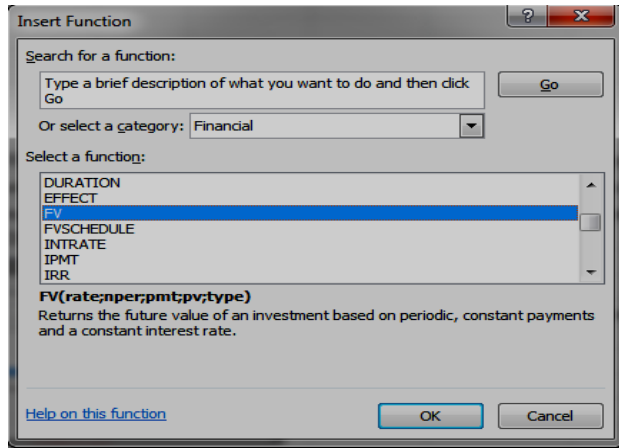 Insert Function
Search for a function:
Type a brief description of what you want to do and then click
Go
Go
Or select a category: Financial
Select a function:
DURATION
EFFECT
FV
FVSCHEDULE
INTRATE
IPMT
IRR
FV(rate;nper;pmt;pv;type)
Returns the future value of an investment based on periodic, constant payments
and a constant interest rate.
Help on this function
OK
Cancel